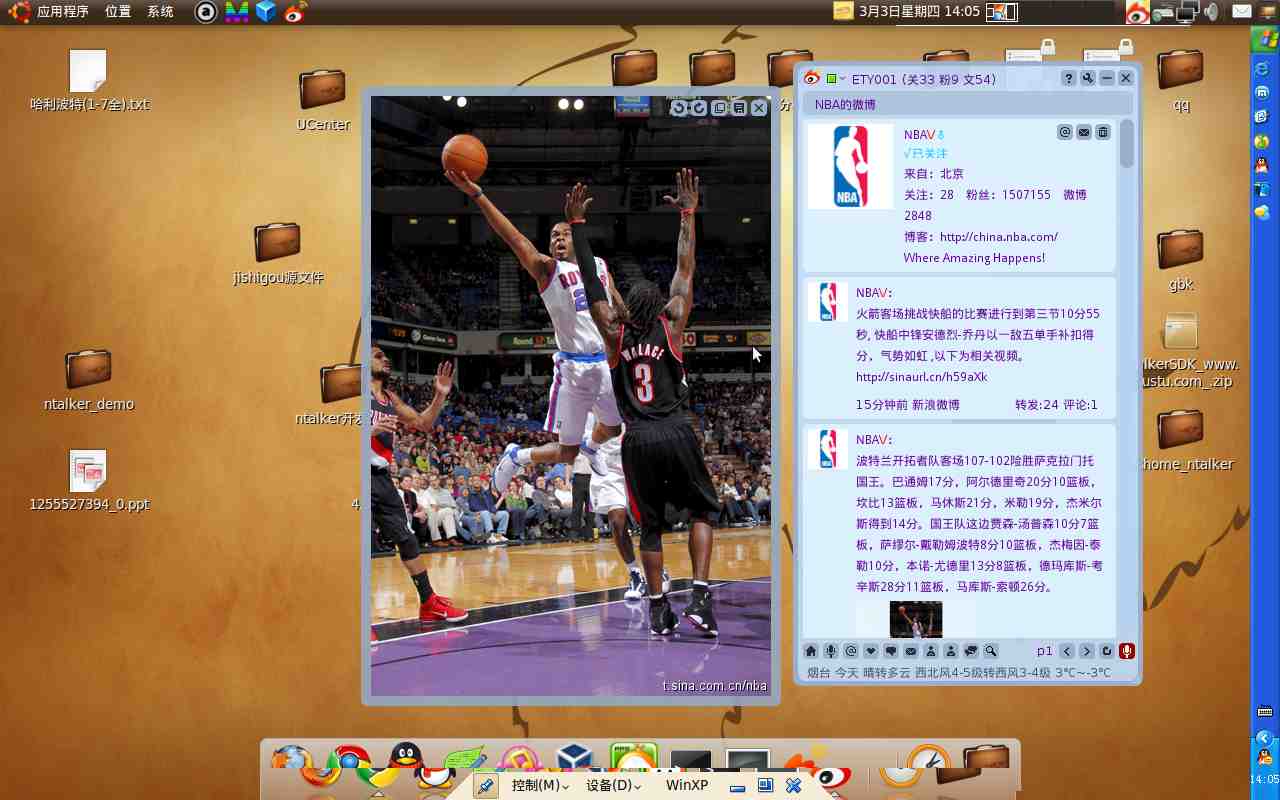 应用程序 位置 系统
3月3日星期四 14:05
哈利波特(1-7全).txt
UCenter
jishigou源文件
ntalker_demo
ntalker开发
1255527394_0.ppt
WALLACE
3
t.sina.com.cn/nba
ETY001 (关33 粉9 文54)
NBA的微博
NBA
NBAV
√已关注
来自: 北京
关注: 28 粉丝: 1507155 微博
2848
博客: http://china.nba.com/
Where Amazing Happens!
NBAV:
火箭客场挑战快船的比赛进行到第三节10分55
秒, 快船中锋安德烈-乔丹以一敌五单手补扣得
分，气势如虹,以下为相关视频。
http://sinaurl.cn/h59aXk
15分钟前 新浪微博 转发:24 评论:1
NBAV:
波特兰开拓者队客场107-102险胜萨克拉门托
国王。巴通姆17分，阿尔德里奇20分10篮板，
坎比13篮板，马休斯21分，米勒19分，杰米尔
斯得到14分。国王队这边贾森-汤普森10分7篮
板，萨缪尔-戴勒姆波特8分10篮板，杰梅因-泰
勒10分，本诺-尤德里13分8篮板，德玛库斯-考
辛斯28分11篮板，马库斯-索顿26分。
p1
烟台 今天 晴转多云 西北风4-5级转西风3-4级 3℃~-3℃
qq
gbk
lkerSDK_www.
ustu.com_.zip
home_ntalker
控制(M) 设备(D) WinXP
14:05